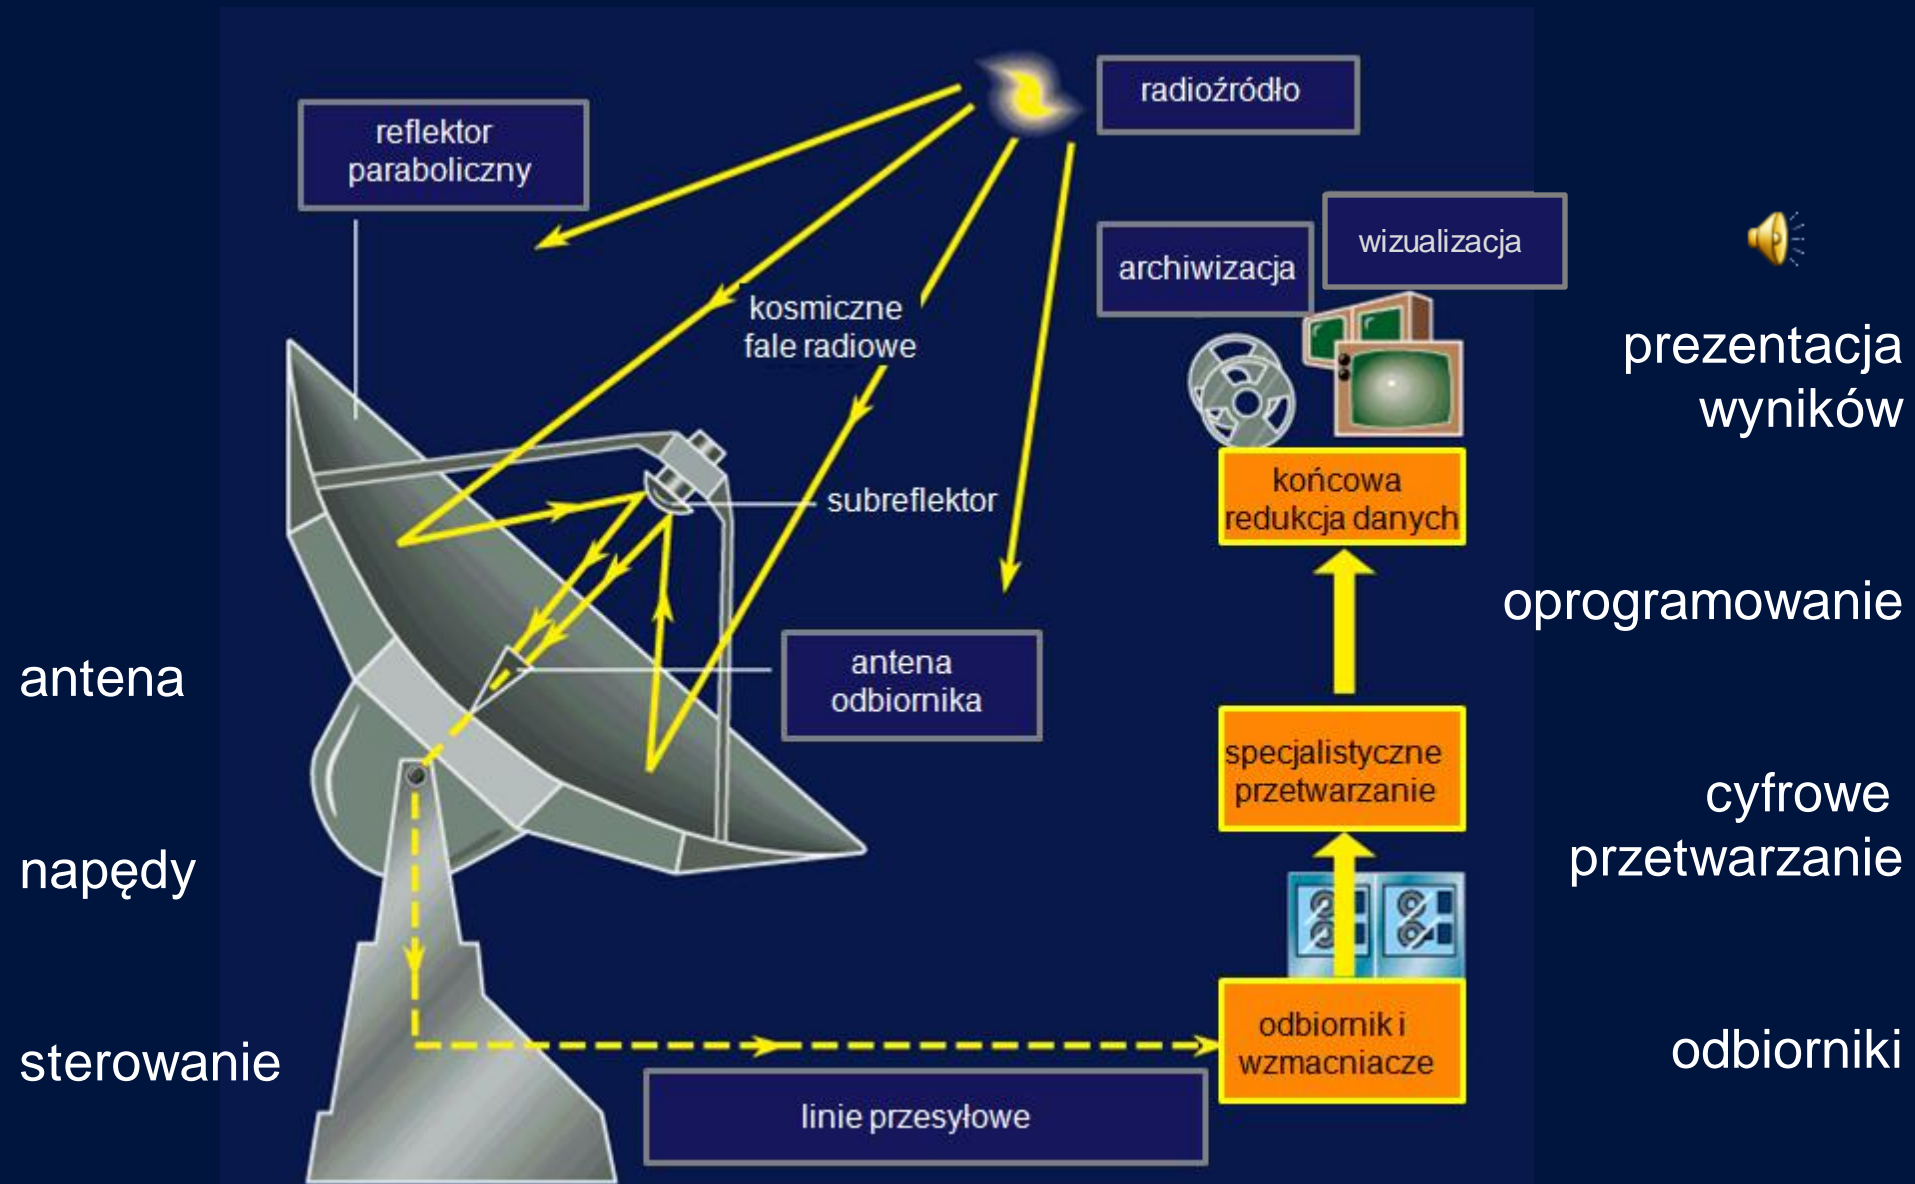 radioźródło
reflektor
paraboliczny
wizualizacja
archiwizacja
kosmiczne
fale radiowe
prezentacja
wyników
subreflektor
końcowa
redukcja danych
oprogramowanie
antena
antena
odbiornika
specjalistyczne
przetwarzanie
cyfrowe
przetwarzanie
napędy
sterowanie
odbiornik i
wzmacniacze
odbiorniki
linie przesyłowe